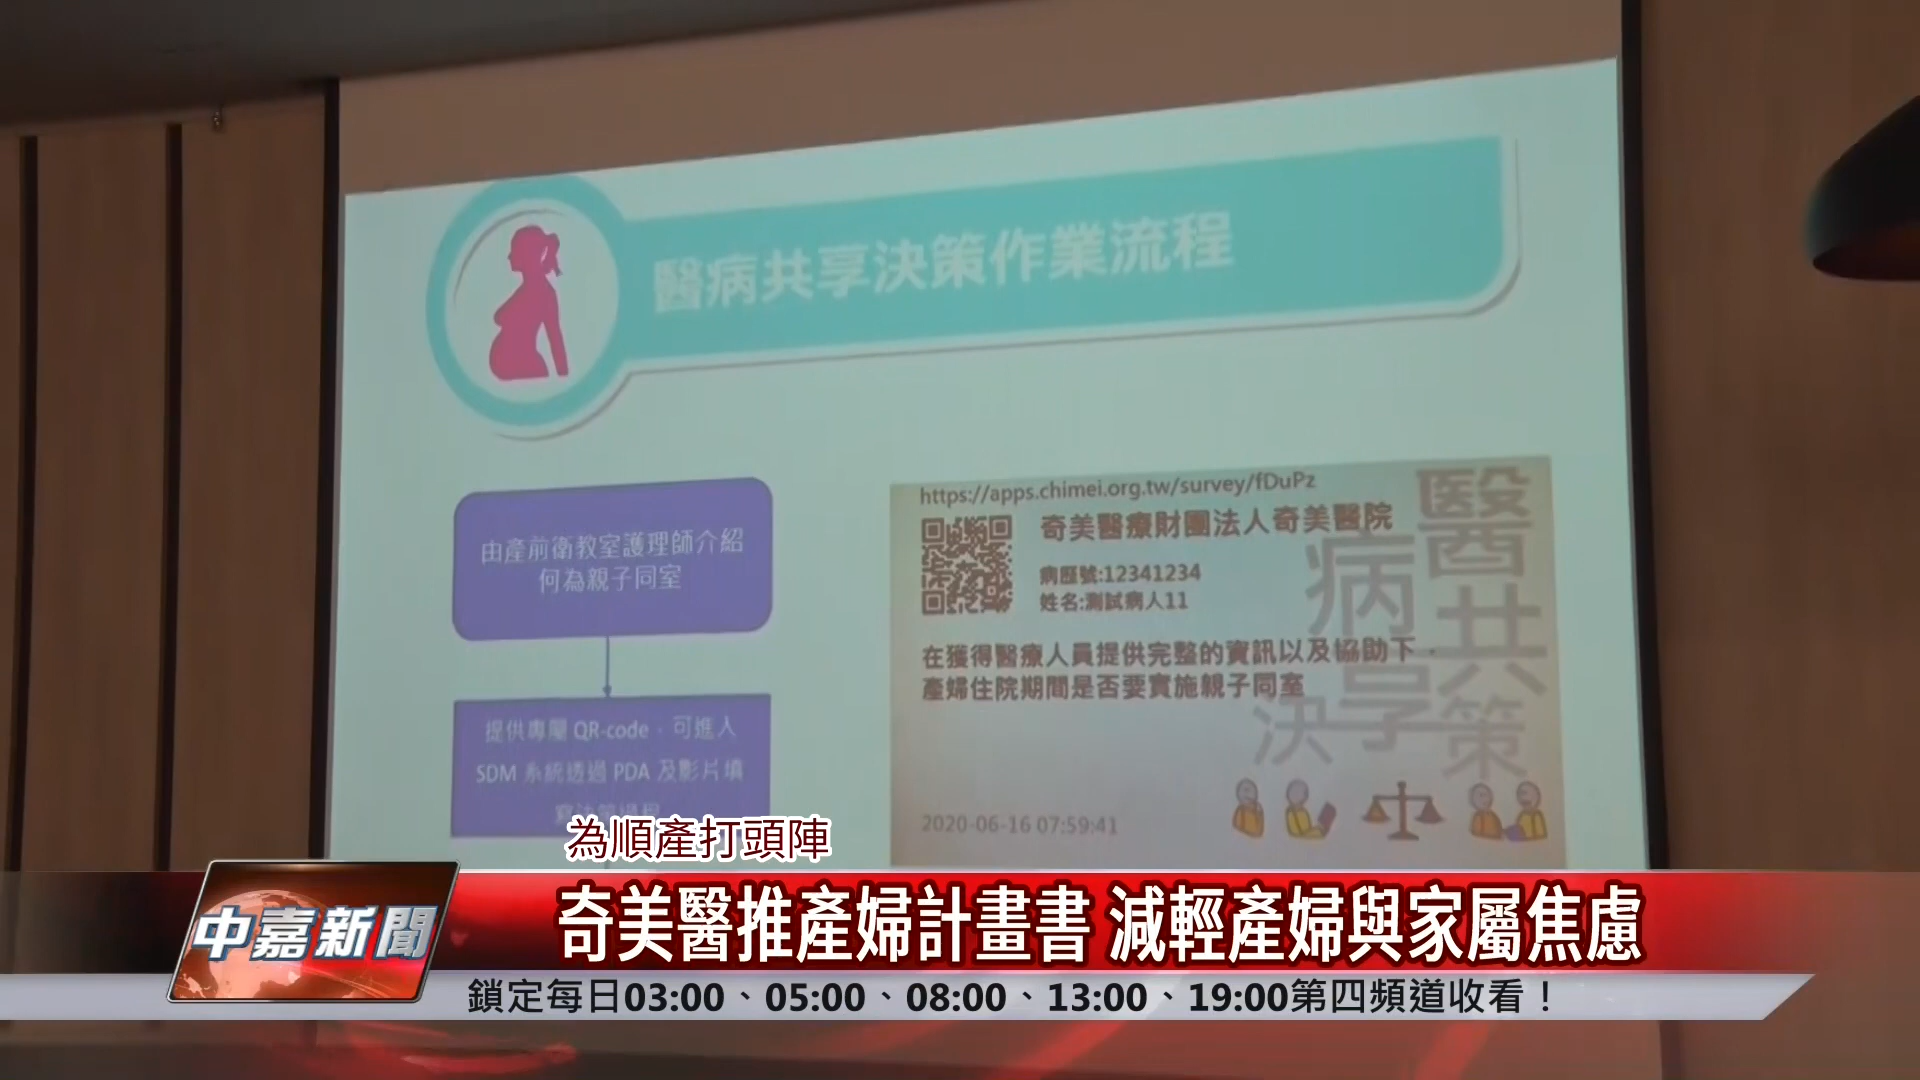 醫病共享決策作業流程
由產前衛教室護理師介紹
何為親子同室
提供專屬 QR-code，可進入
SDM 系統透過 PDA 及影片填
寫決策過程
https://apps.chimei.org.tw/survey/fDuPz
奇美醫療財團法人奇美醫院
病歷號:12341234
姓名:測試病人11
在獲得醫療人員提供完整的資訊以及協助下，
產婦住院期間是否要實施親子同室
醫病共享決策
2020-06-16 07:59:41
為順產打頭陣
中嘉新聞
奇美醫推產婦計畫書 減輕產婦與家屬焦慮
鎖定每日03:00、05:00、08:00、13:00、19:00第四頻道收看！